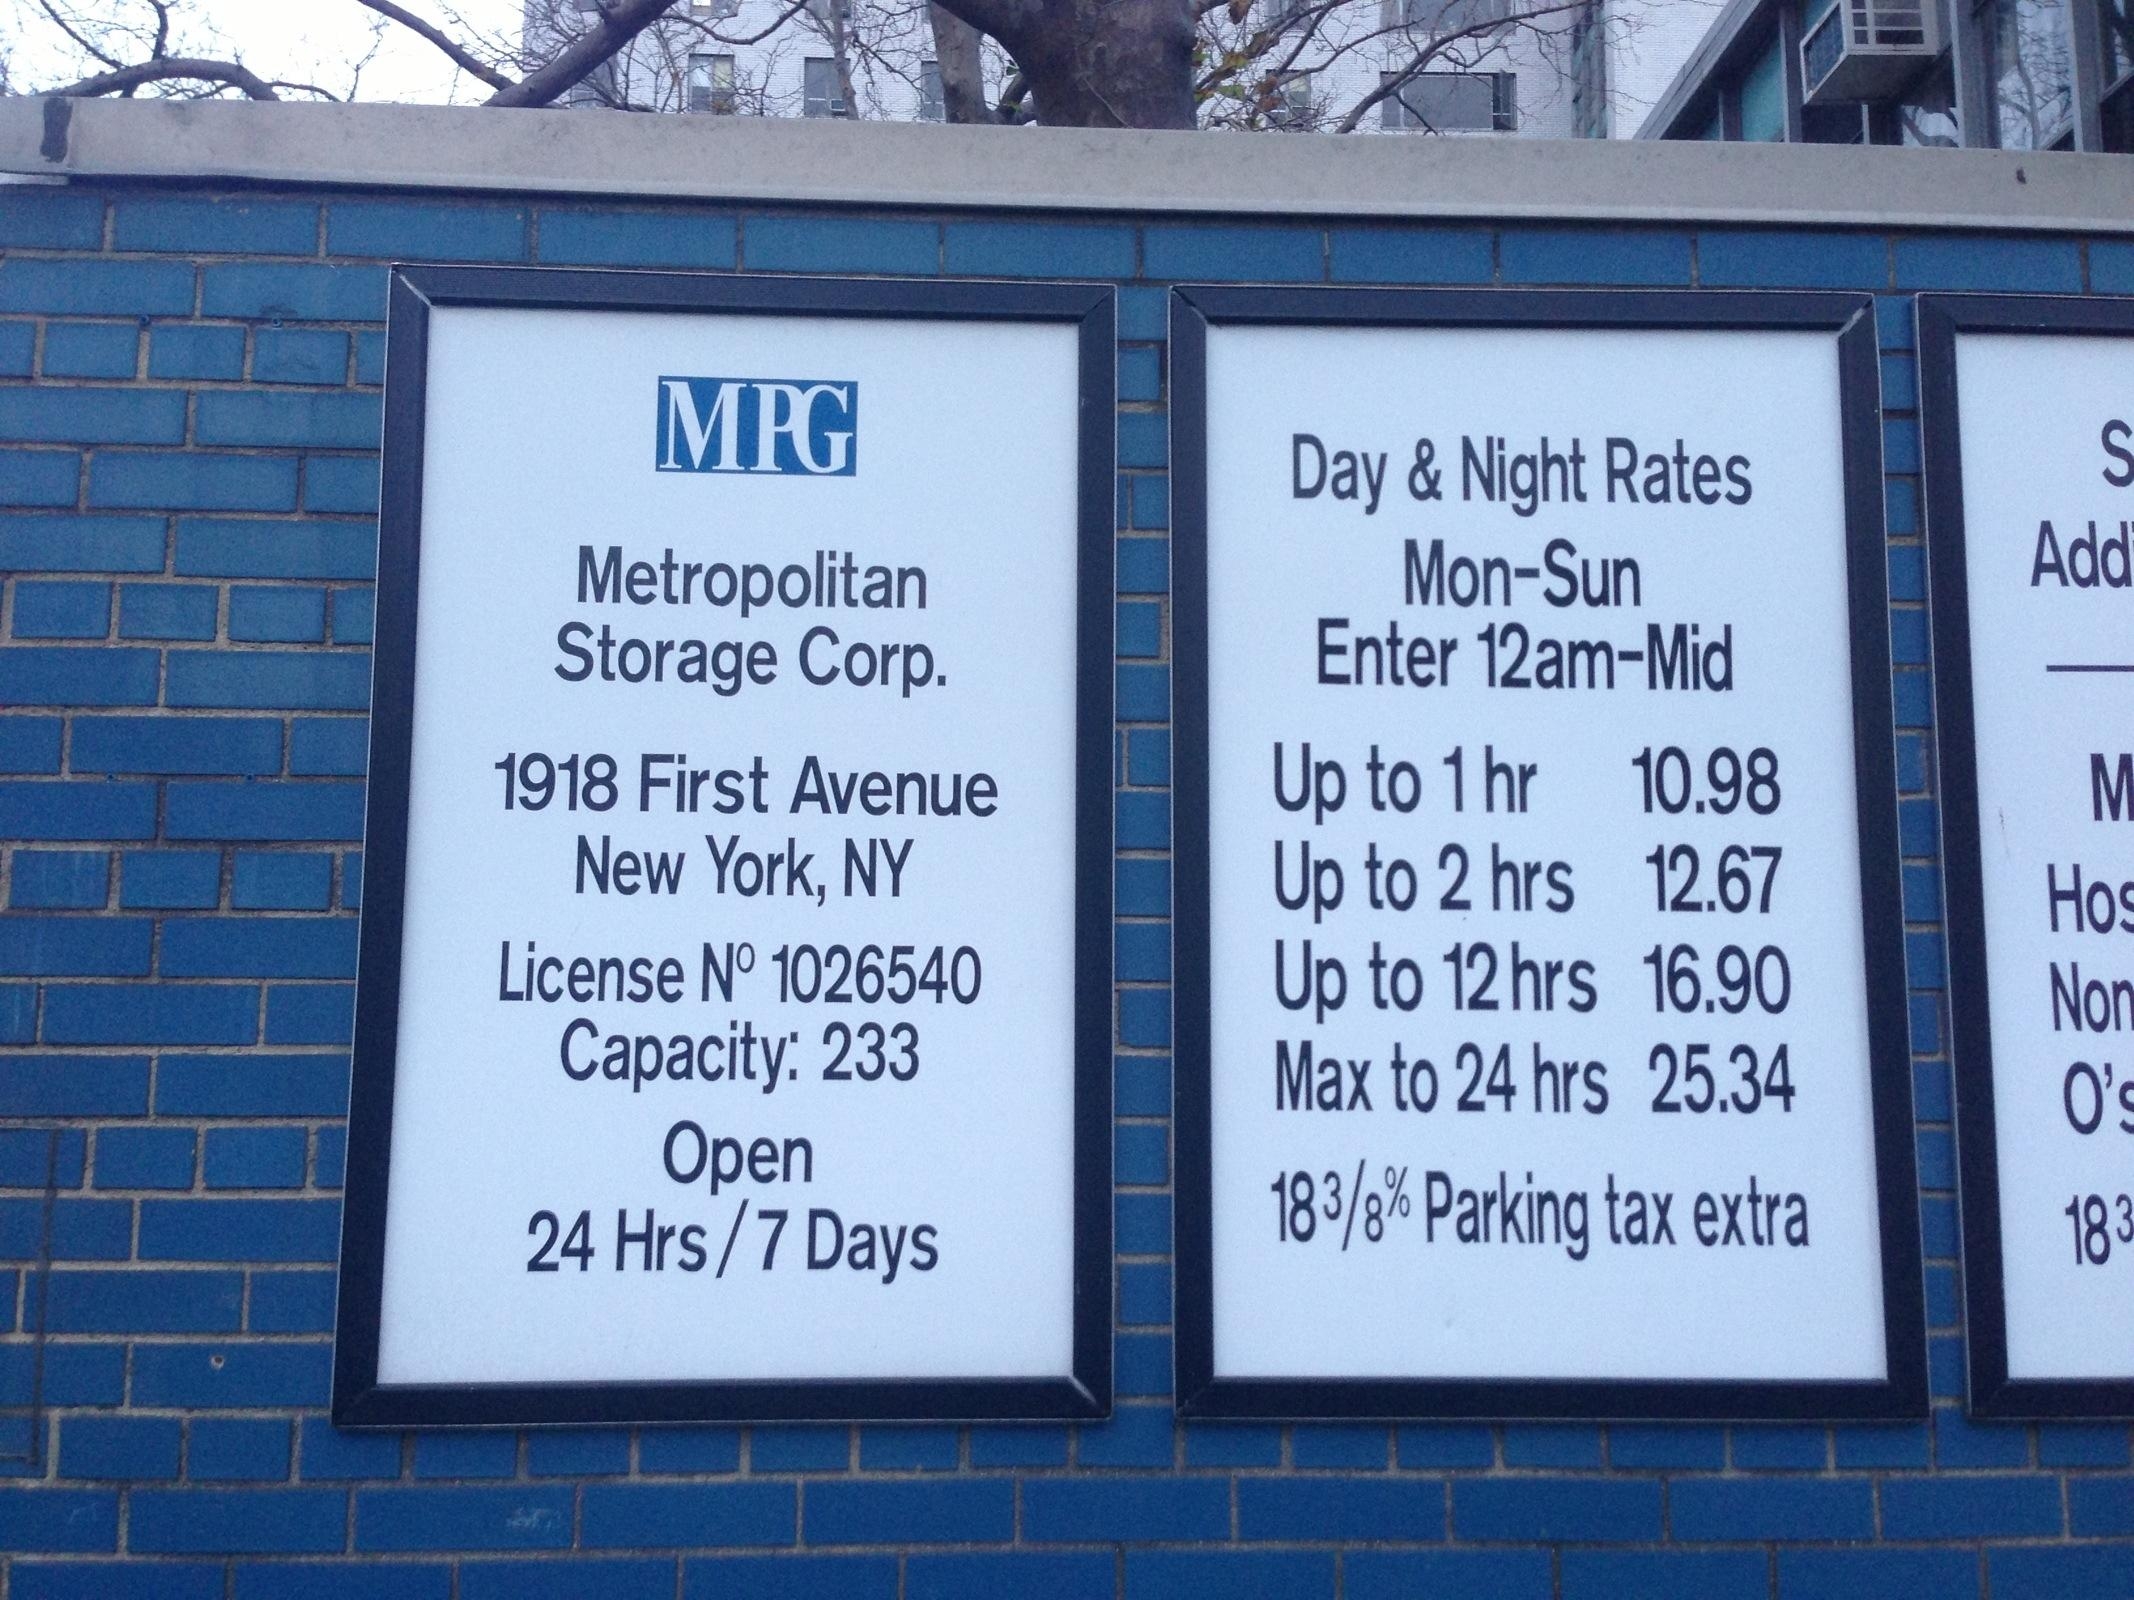 MPG
Metropolitan
Storage Corp.
1918 First Avenue
New York, NY
License Nº 1026540
Capacity: 233
Open
24 Hrs/7 Days
Day & Night Rates
Mon-Sun
Enter 12am-Mid
Up to 1 hr 10.98
Up to 2 hrs 12.67
Up to 12 hrs 16.90
Max to 24 hrs 25.34
18 3/8% Parking tax extra